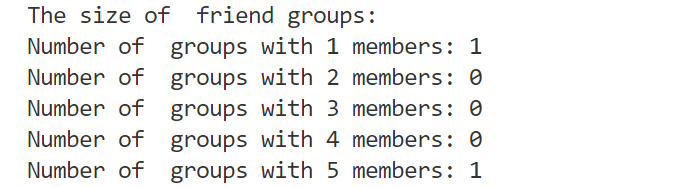 The size of  friend groups:
Number of  groups with 1 members: 1
Number of  groups with 2 members: 0
Number of  groups with 3 members: 0
Number of  groups with 4 members: 0
Number of  groups with 5 members: 1